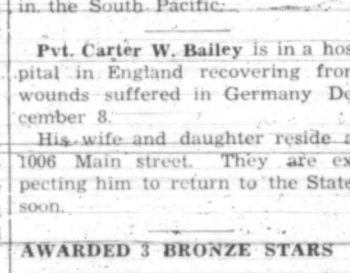 in the South Pacific.
Pvt. Carter W. Bailey is in a hos
pital in England recovering from
wounds suffered in Germany De
cember 8.
His wife and daughter reside a
1006 Main street. They are ex
pecting him to return to the State
soon.
AWARDED 3 BRONZE STARS